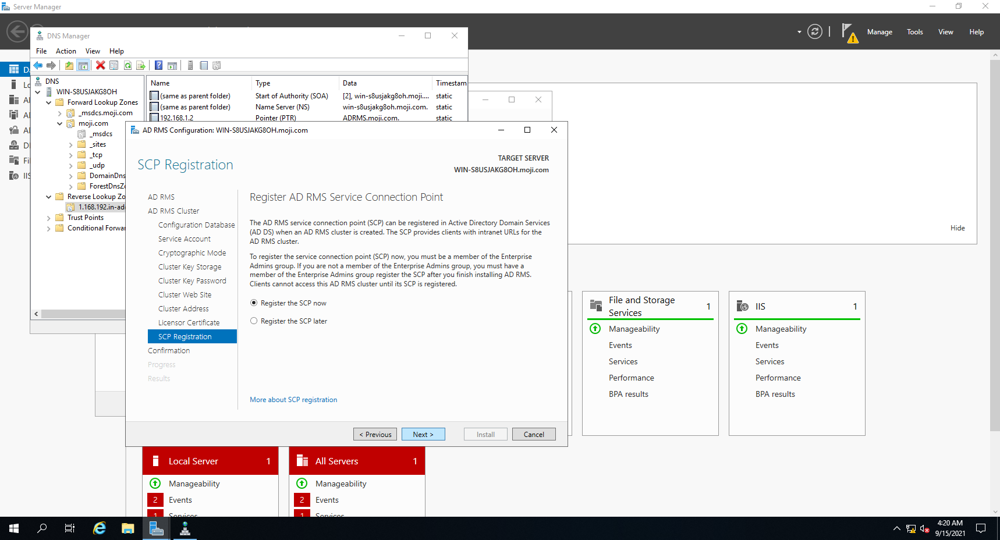 Server Manager
Manage
Tools
View
Help
DNS Manager
File
Action
View
Help
DNS
WIN-S8USJAKG8OH
Forward Lookup Zones
_msdcs.moji.com
moji.com
_msdcs
_sites
_tcp
_udp
DomainDns
ForestDnsZ
Reverse Lookup Zo
1.168.192.in-ad
Trust Points
Conditional Forwar
Name
Type
Data
Timestam
(same as parent folder)
Start of Authority (SOA)
[2], win-s8usjakg8oh.moji....
static
(same as parent folder)
Name Server (NS)
win-s8usjakg8oh.moji.com.
static
192.168.1.2
Pointer (PTR)
ADRMS.moji.com.
static
AD RMS Configuration: WIN-S8USJAKG8OH.moji.com
SCP Registration
TARGET SERVER
WIN-S8USJAKG8OH.moji.com
AD RMS
AD RMS Cluster
Configuration Database
Service Account
Cryptographic Mode
Cluster Key Storage
Cluster Key Password
Cluster Web Site
Cluster Address
Licensor Certificate
SCP Registration
Confirmation
Progress
Results
Register AD RMS Service Connection Point
The AD RMS service connection point (SCP) can be registered in Active Directory Domain Services
(AD DS) when an AD RMS cluster is created. The SCP provides clients with intranet URLs for the
AD RMS cluster.
To register the service connection point (SCP) now, you must be a member of the Enterprise
Admins group. If you are not a member of the Enterprise Admins group, you must have a
member of the Enterprise Admins group register the SCP after you finish installing AD RMS.
Clients cannot access this AD RMS cluster until its SCP is registered.
Register the SCP now
Register the SCP later
More about SCP registration
< Previous
Next >
Install
Cancel
Hide
File and Storage
Services
1
Manageability
Events
Services
Performance
BPA results
IIS
1
Manageability
Events
Services
Performance
BPA results
Local Server
1
Manageability
2
Events
1
Services
All Servers
1
Manageability
2
Events
1
Services
4:20 AM
9/15/2021